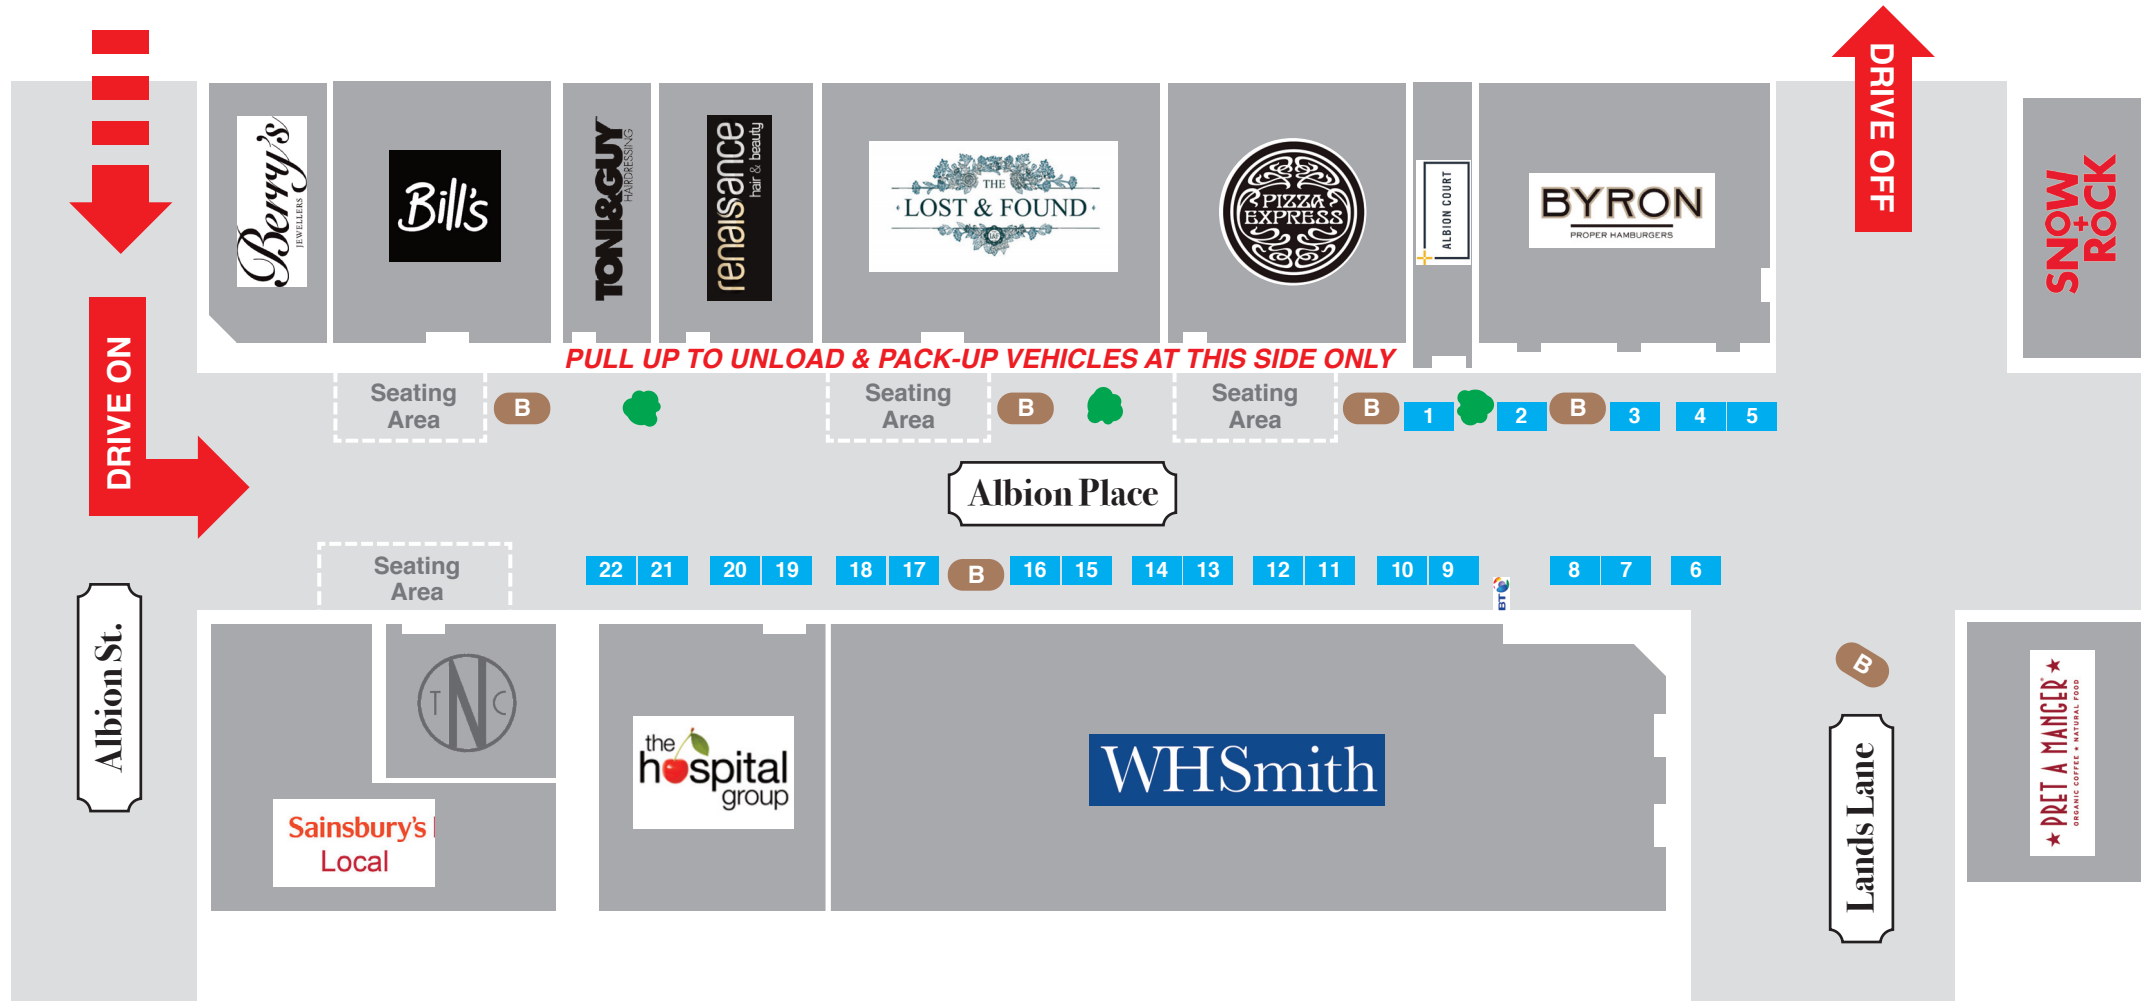 DRIVE OFF
Berry's
JEWELLERS
Bill's
TONI&GUY
HAIRDRESSING
renaissance
hair & beauty
THE
LOST & FOUND
PIZZA
EXPRESS
ALBION COURT
BYRON
PROPER HAMBURGERS
SNOW
+
ROCK
DRIVE ON
PULL UP TO UNLOAD & PACK-UP VEHICLES AT THIS SIDE ONLY
Seating
Area
B
Seating
Area
B
Seating
Area
B
1
2
B
3
4
5
Albion Place
Seating
Area
22
21
20
19
18
17
B
16
15
14
13
12
11
10
9
8
7
6
BT
Albion St.
TNC
Sainsbury's
Local
the
hospital
group
WHSmith
B
Lands Lane
PRET A MANGER
ORGANIC COFFEE ★ NATURAL FOOD